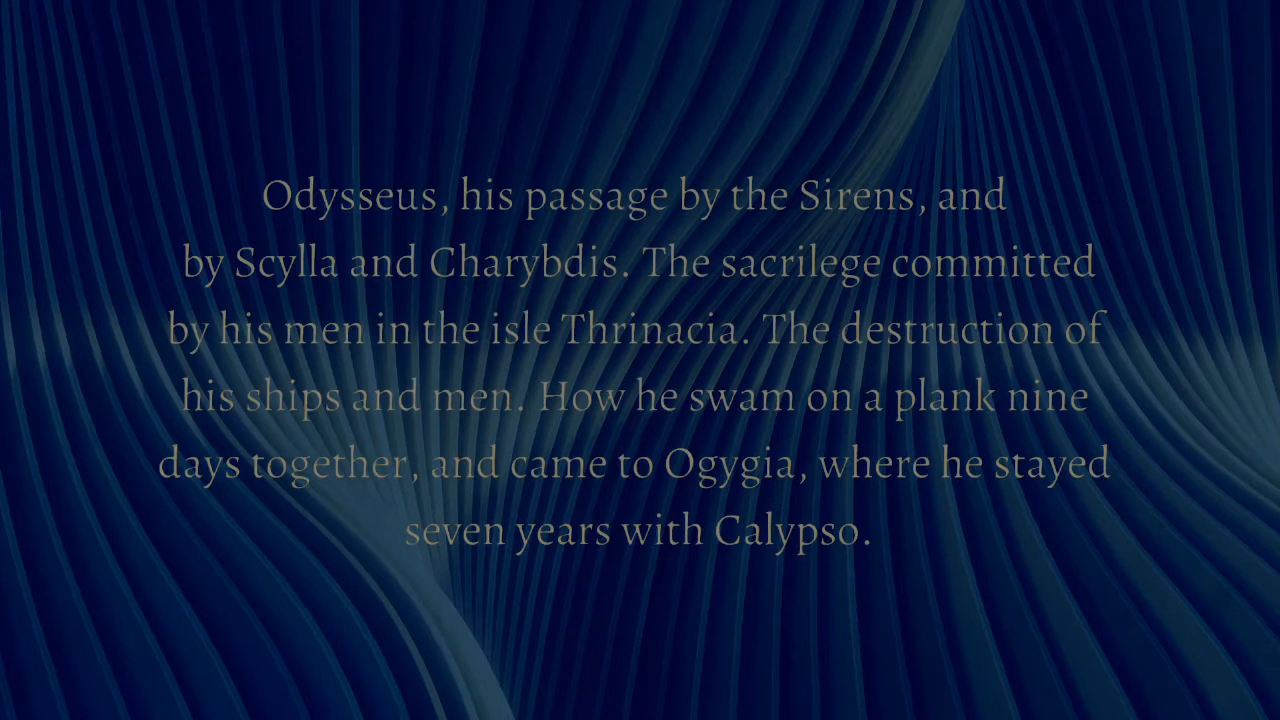 Odysseus, his passage by the Sirens, and
by Scylla and Charybdis. The sacrilege committed
by his men in the isle Thrinacia. The destruction of
his ships and men. How he swam on a plank nine
days together, and came to Ogygia, where he stayed
seven years with Calypso.